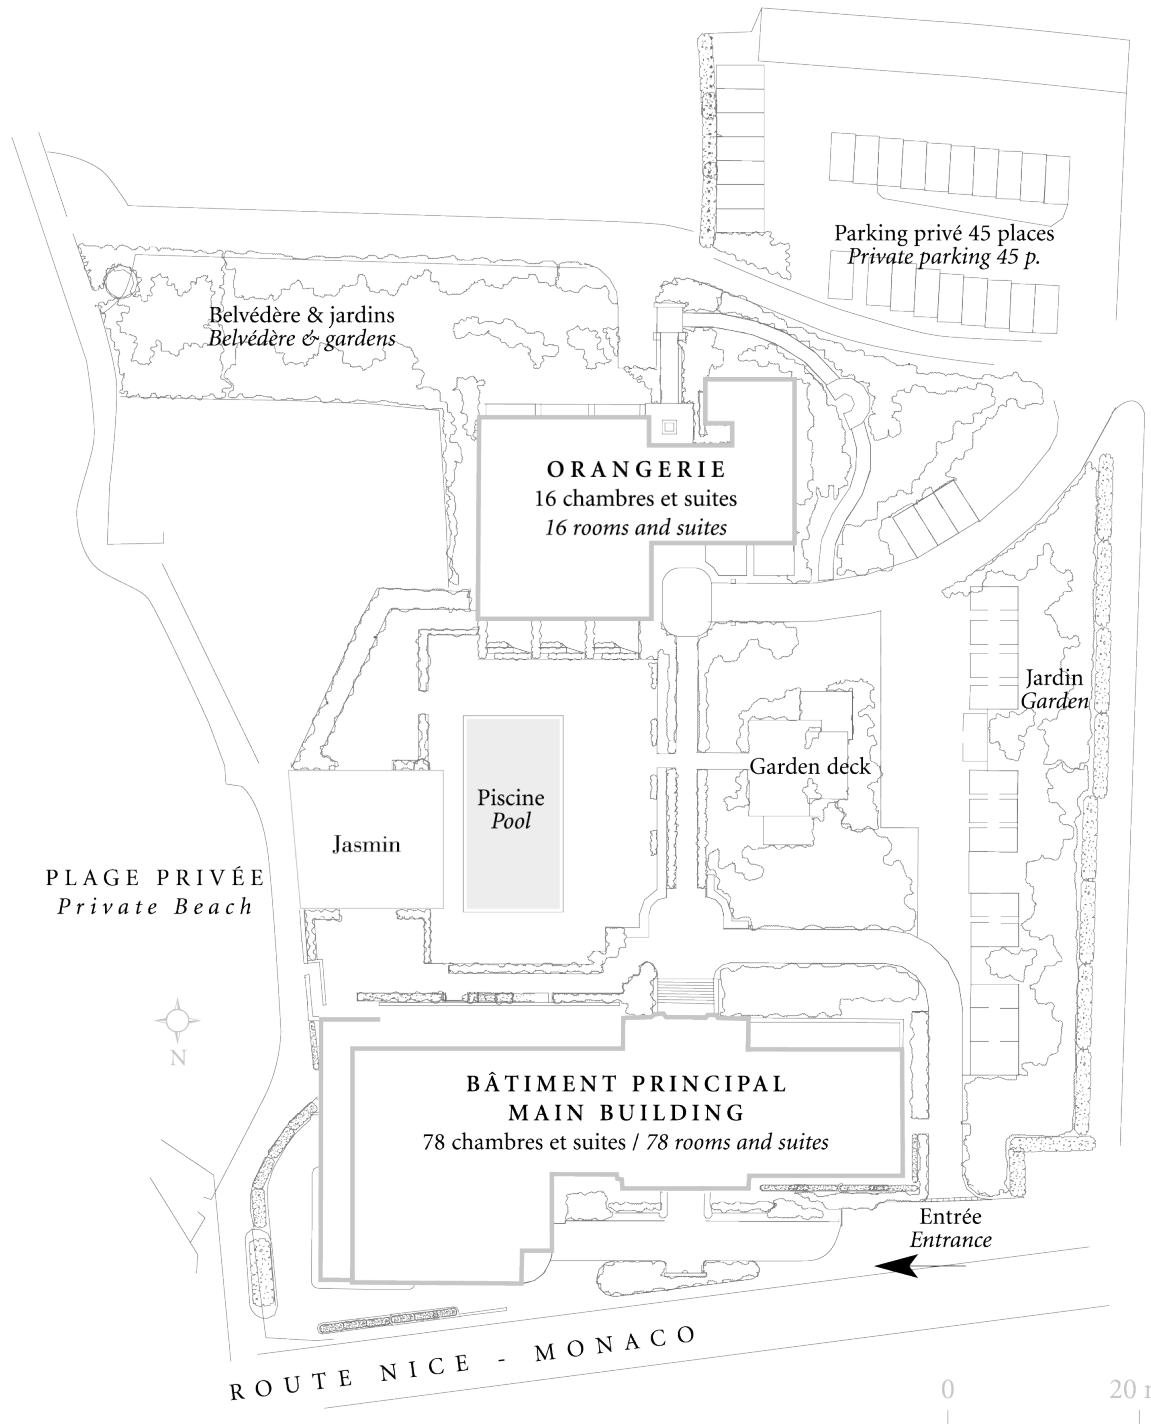 Parking privé 45 places
Private parking 45 p.
Belvédère & jardins
Belvédère & gardens
ORANGERIE
16 chambres et suites
16 rooms and suites
Jardin
Garden
Garden deck
Piscine
Pool
Jasmin
PLAGE PRIVÉE
Private Beach
N
BÂTIMENT PRINCIPAL
MAIN BUILDING
78 chambres et suites / 78 rooms and suites
Entrée
Entrance
ROUTE NICE - MONACO
0
20